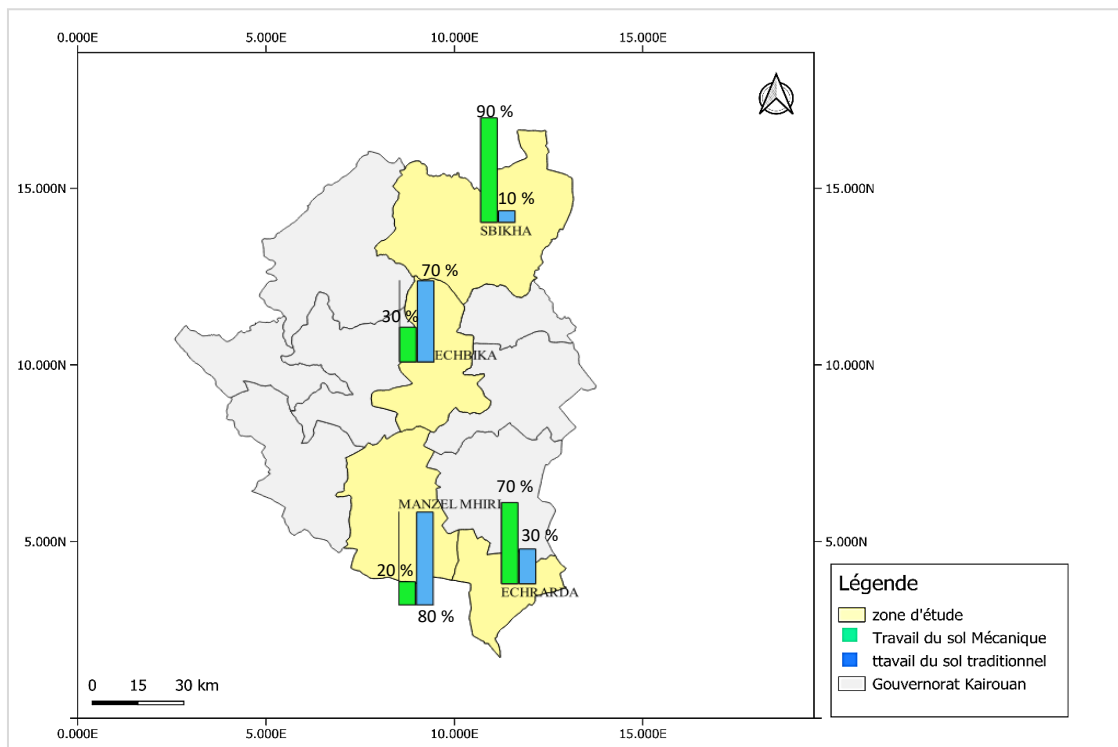 0.000E 5.000E 10.000E 15.000E
90 %
15.000N 15.000N
10 %
SBIKHA
70 %
30 %
ECHBIKA
10.000N 10.000N
70 %
MANZEL MHIRI
30 %
5.000N 5.000N
20 %
ECHRARDA
80 %
Légende
zone d'étude
Travail du sol Mécanique
ttavail du sol traditionnel
Gouvernorat Kairouan
0 15 30 km
0.000E 5.000E 10.000E 15.000E